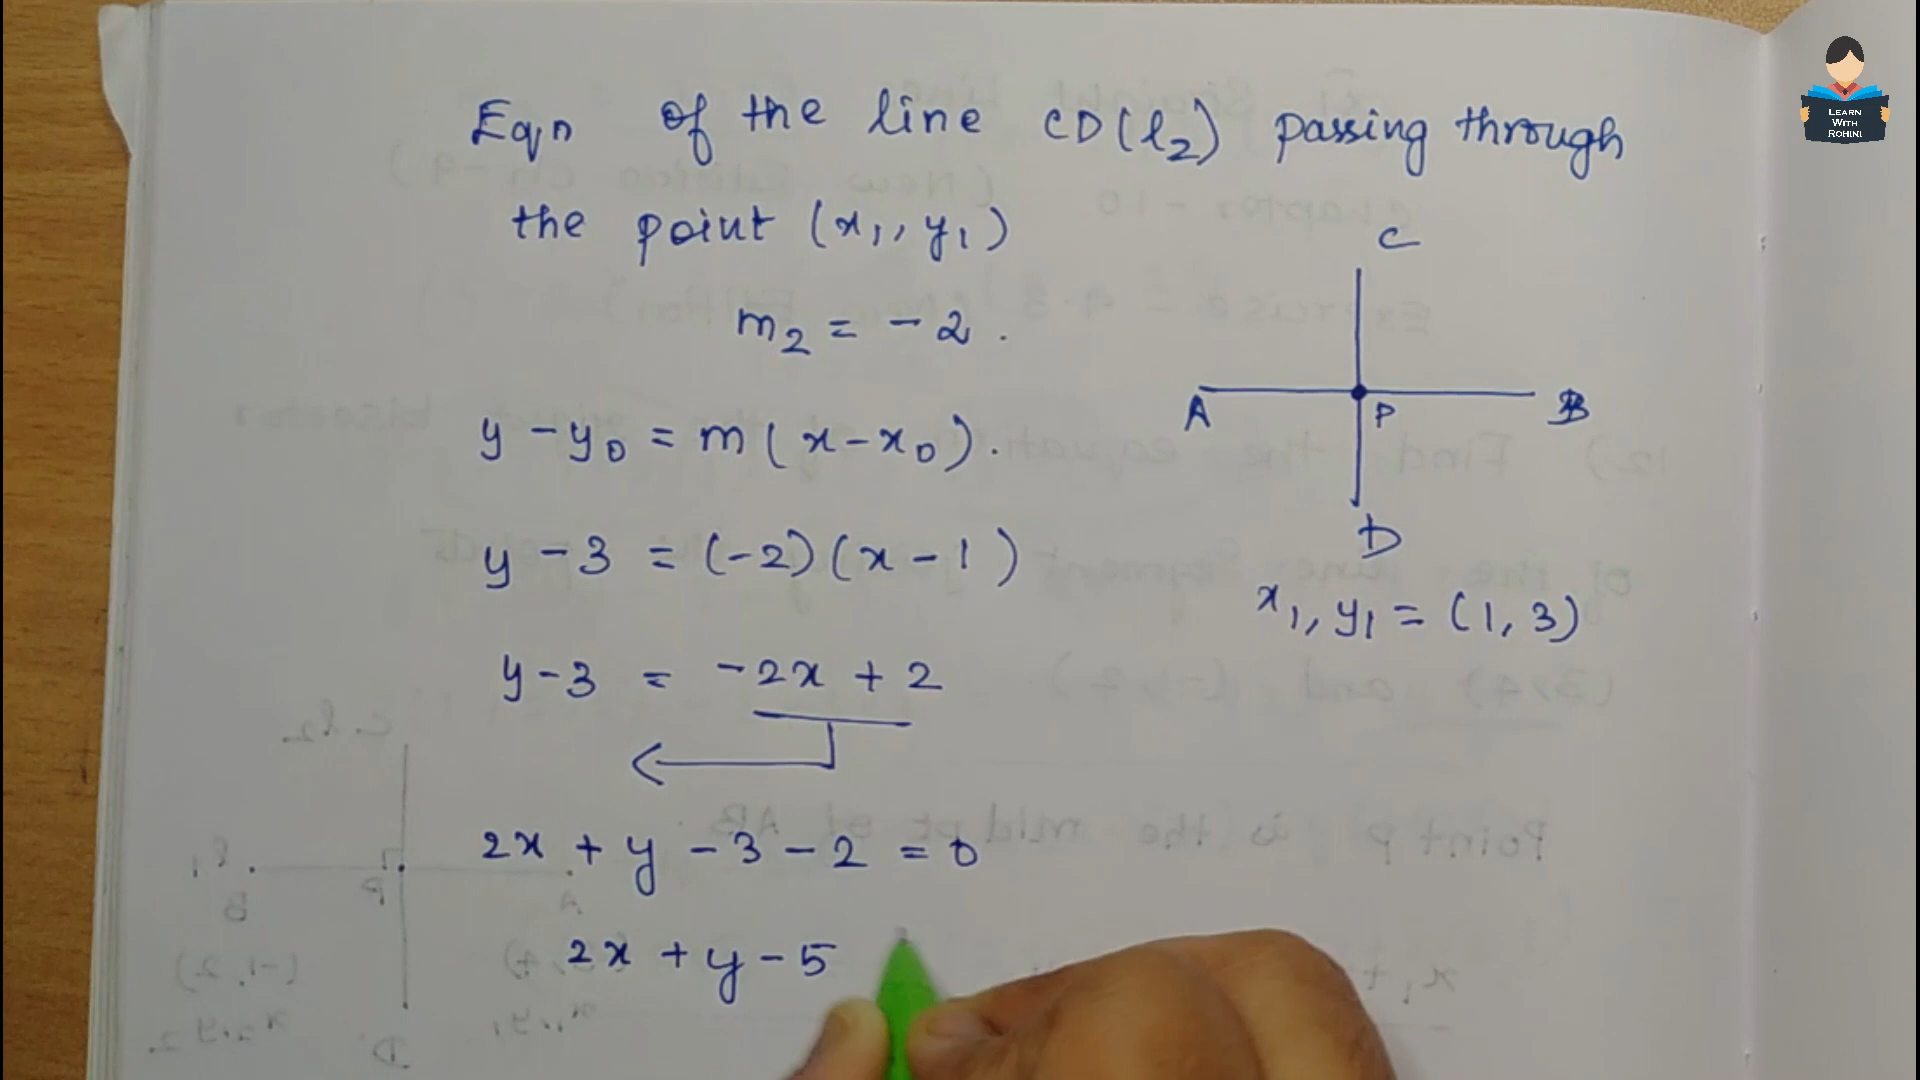 Eqn of the line CD(l₂) passing through
the point (x₁, y₁)
m₂ = -2.
y - y₀ = m(x - x₀).
y - 3 = (-2)(x - 1)
y - 3 = -2x + 2
2x + y - 3 - 2 = 0
2x + y - 5
C
A
P
B
D
x₁, y₁ = (1, 3)
LEARN
WITH
ROHINI